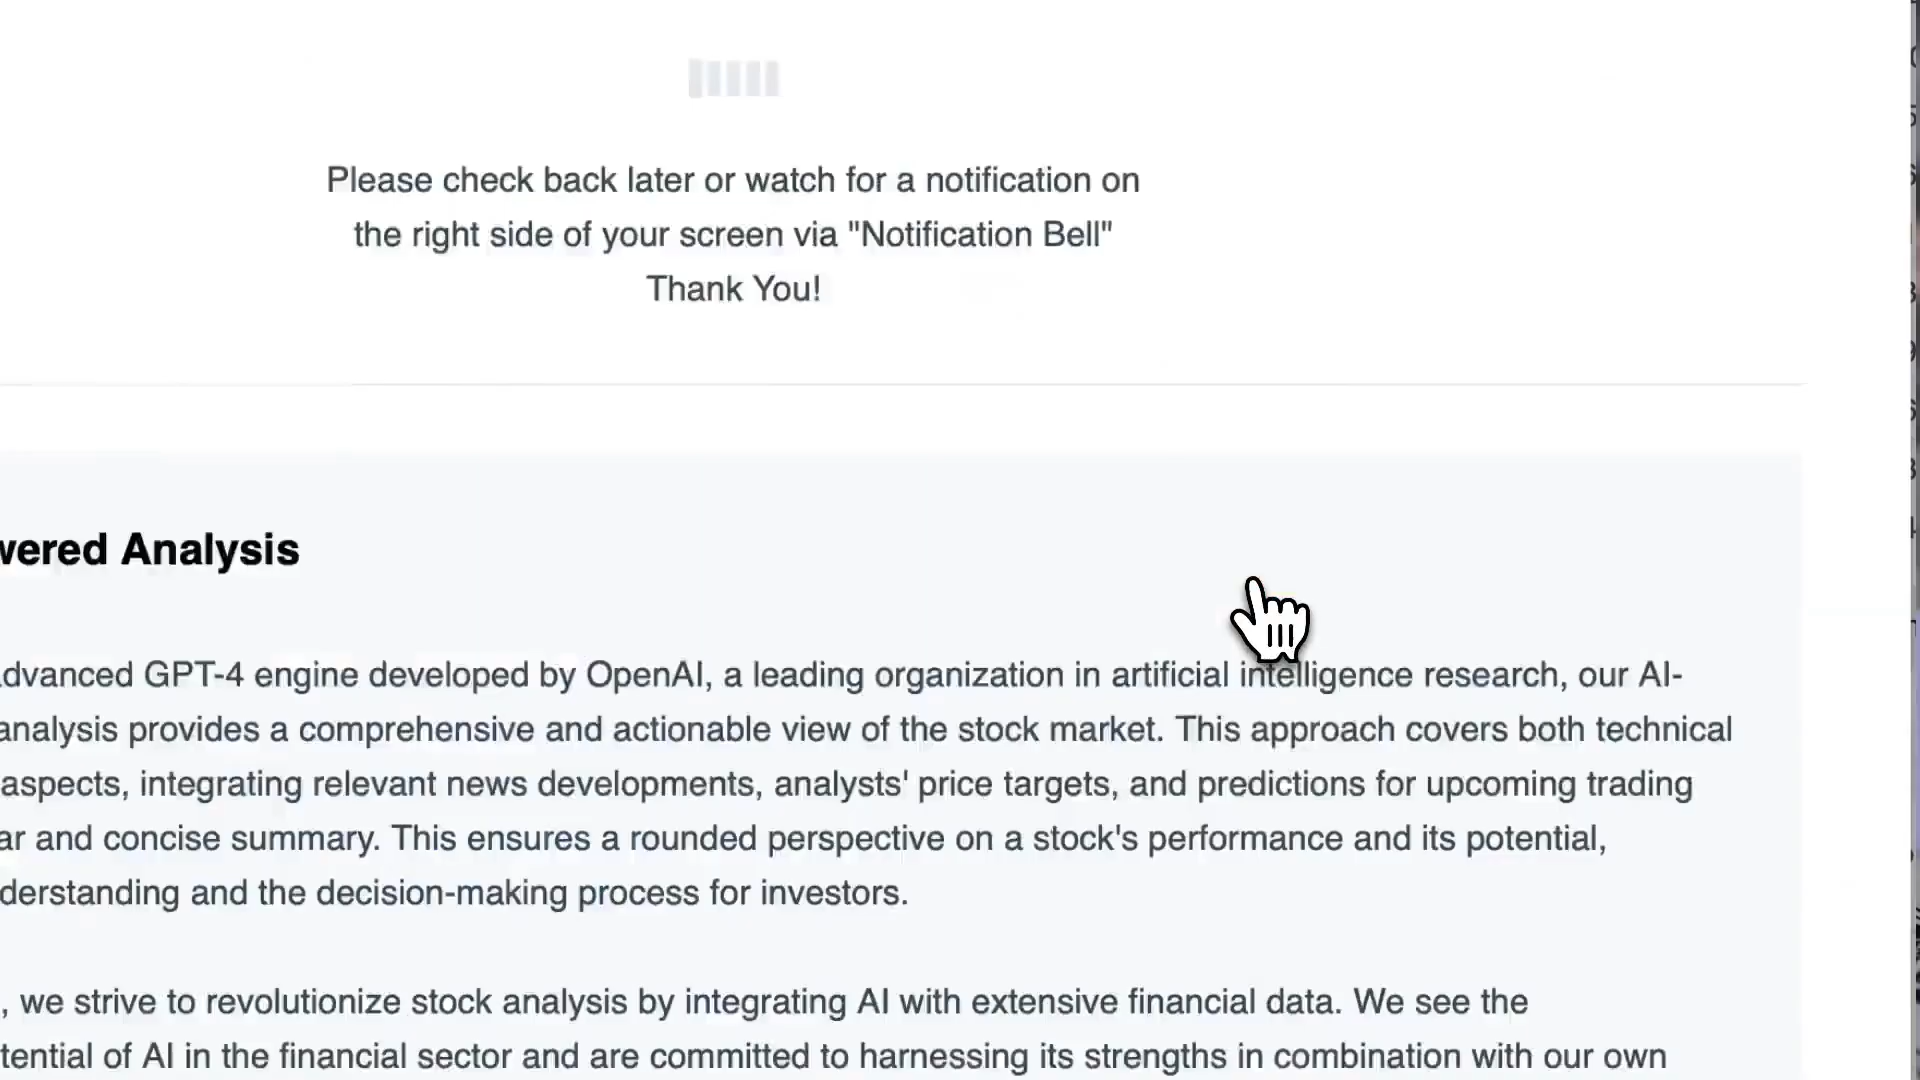 Please check back later or watch for a notification on
the right side of your screen via "Notification Bell"
Thank You!
wered Analysis
dvanced GPT-4 engine developed by OpenAI, a leading organization in artificial intelligence research, our AI-
analysis provides a comprehensive and actionable view of the stock market. This approach covers both technical
aspects, integrating relevant news developments, analysts' price targets, and predictions for upcoming trading
ar and concise summary. This ensures a rounded perspective on a stock's performance and its potential,
derstanding and the decision-making process for investors.
, we strive to revolutionize stock analysis by integrating AI with extensive financial data. We see the
tential of AI in the financial sector and are committed to harnessing its strengths in combination with our own